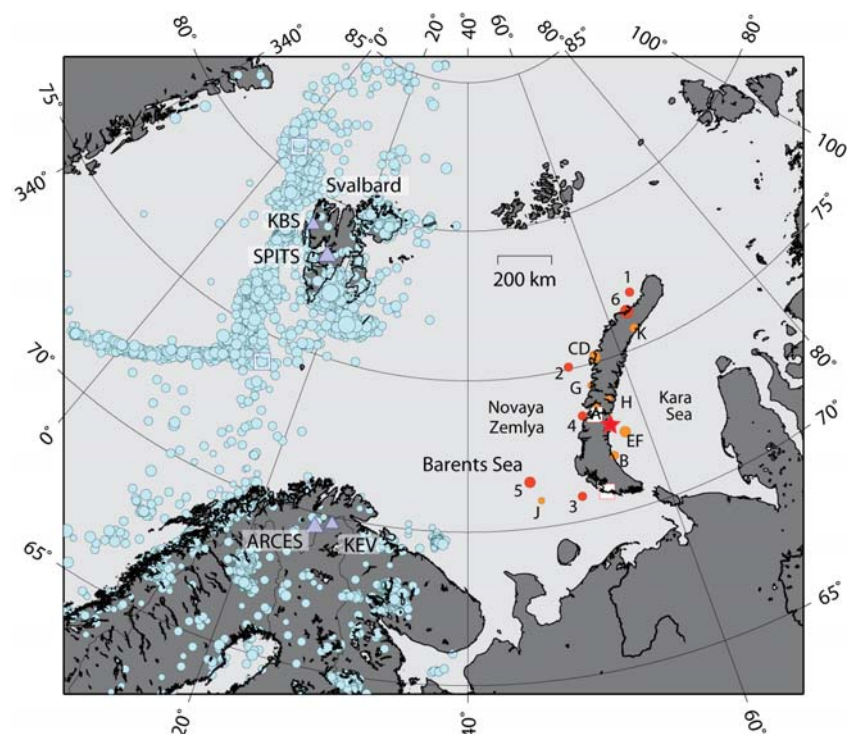 80° 340° 85° 0° 20° 40° 60° 85° 100° 80°
75°
340°
100
Svalbard
KBS
SPITS
75°
200 km
1
6
K
CD
2
G
H
80°
70°
Novaya
Zemlya
Kara
Sea
A
4
EF
70°
0°
B
Barents Sea
5
J
3
ARCES
KEV
65°
65°
20°
40°
60°